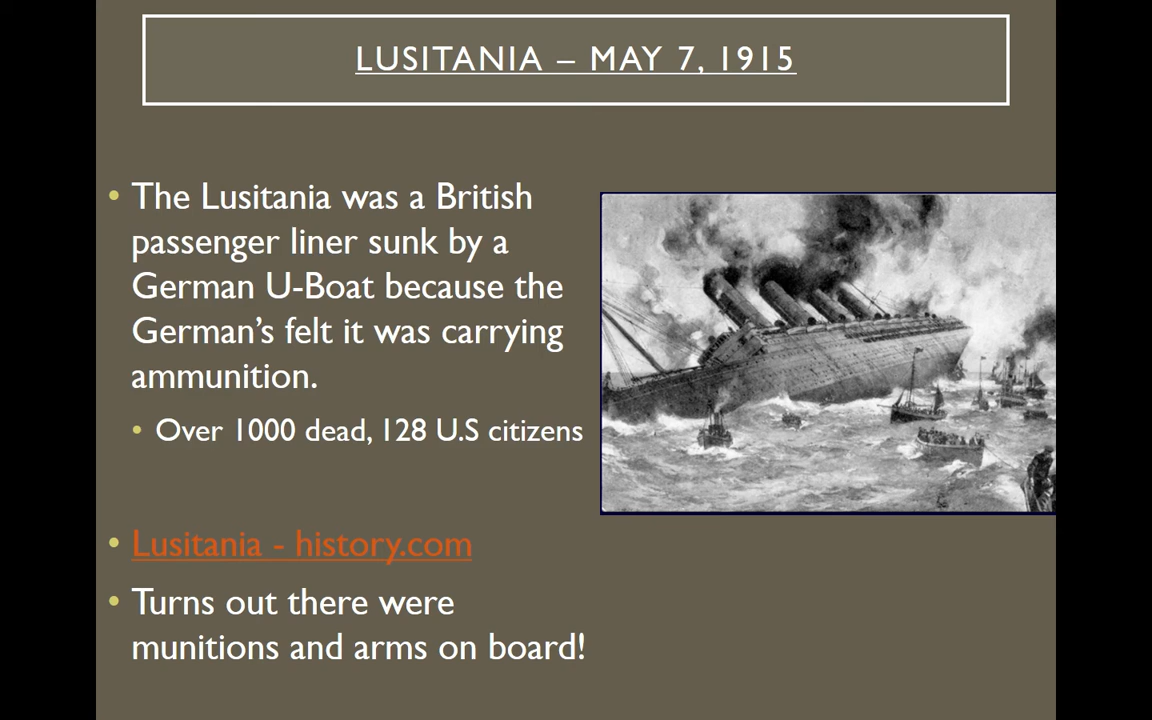 LUSITANIA – MAY 7, 1915
• The Lusitania was a British
passenger liner sunk by a
German U-Boat because the
German’s felt it was carrying
ammunition.
• Over 1000 dead, 128 U.S citizens
• Lusitania - history.com
• Turns out there were
munitions and arms on board!